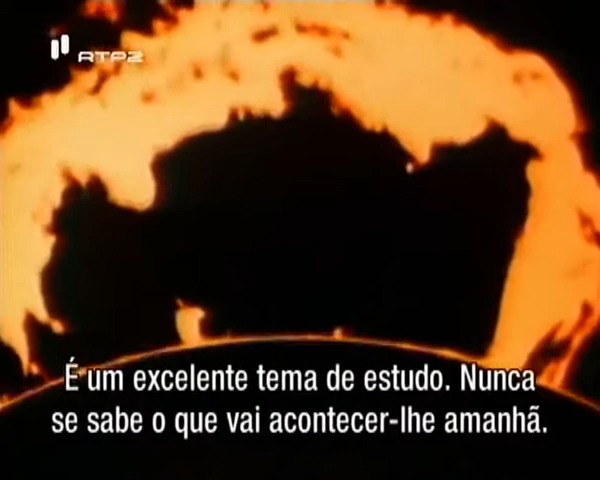 RTP2
É um excelente tema de estudo. Nunca
se sabe o que vai acontecer-lhe amanhã.